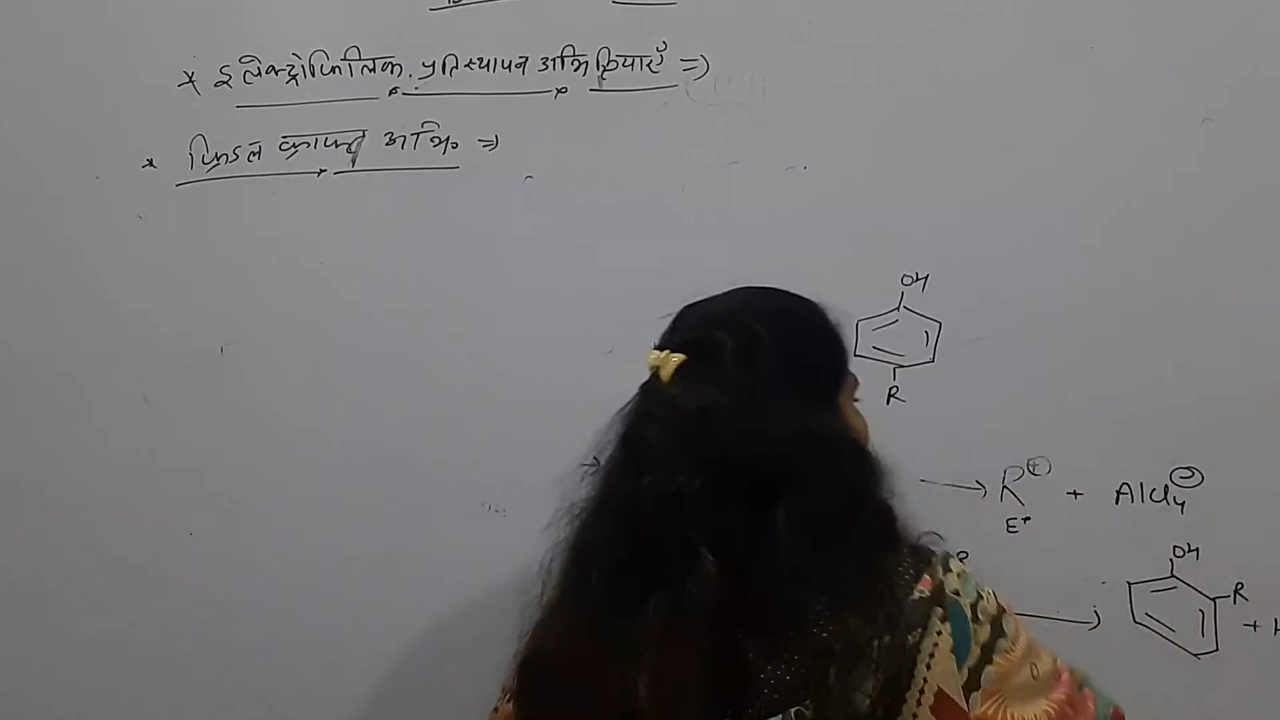 * इलेक्ट्रोफिलिक प्रतिस्थापन अभिक्रियाएँ ⇒
* फ्रिडल क्राफ्ट अभि० ⇒
OH
R
→ R⊕ + AlCl₄⊖
E⁺
OH
R
+